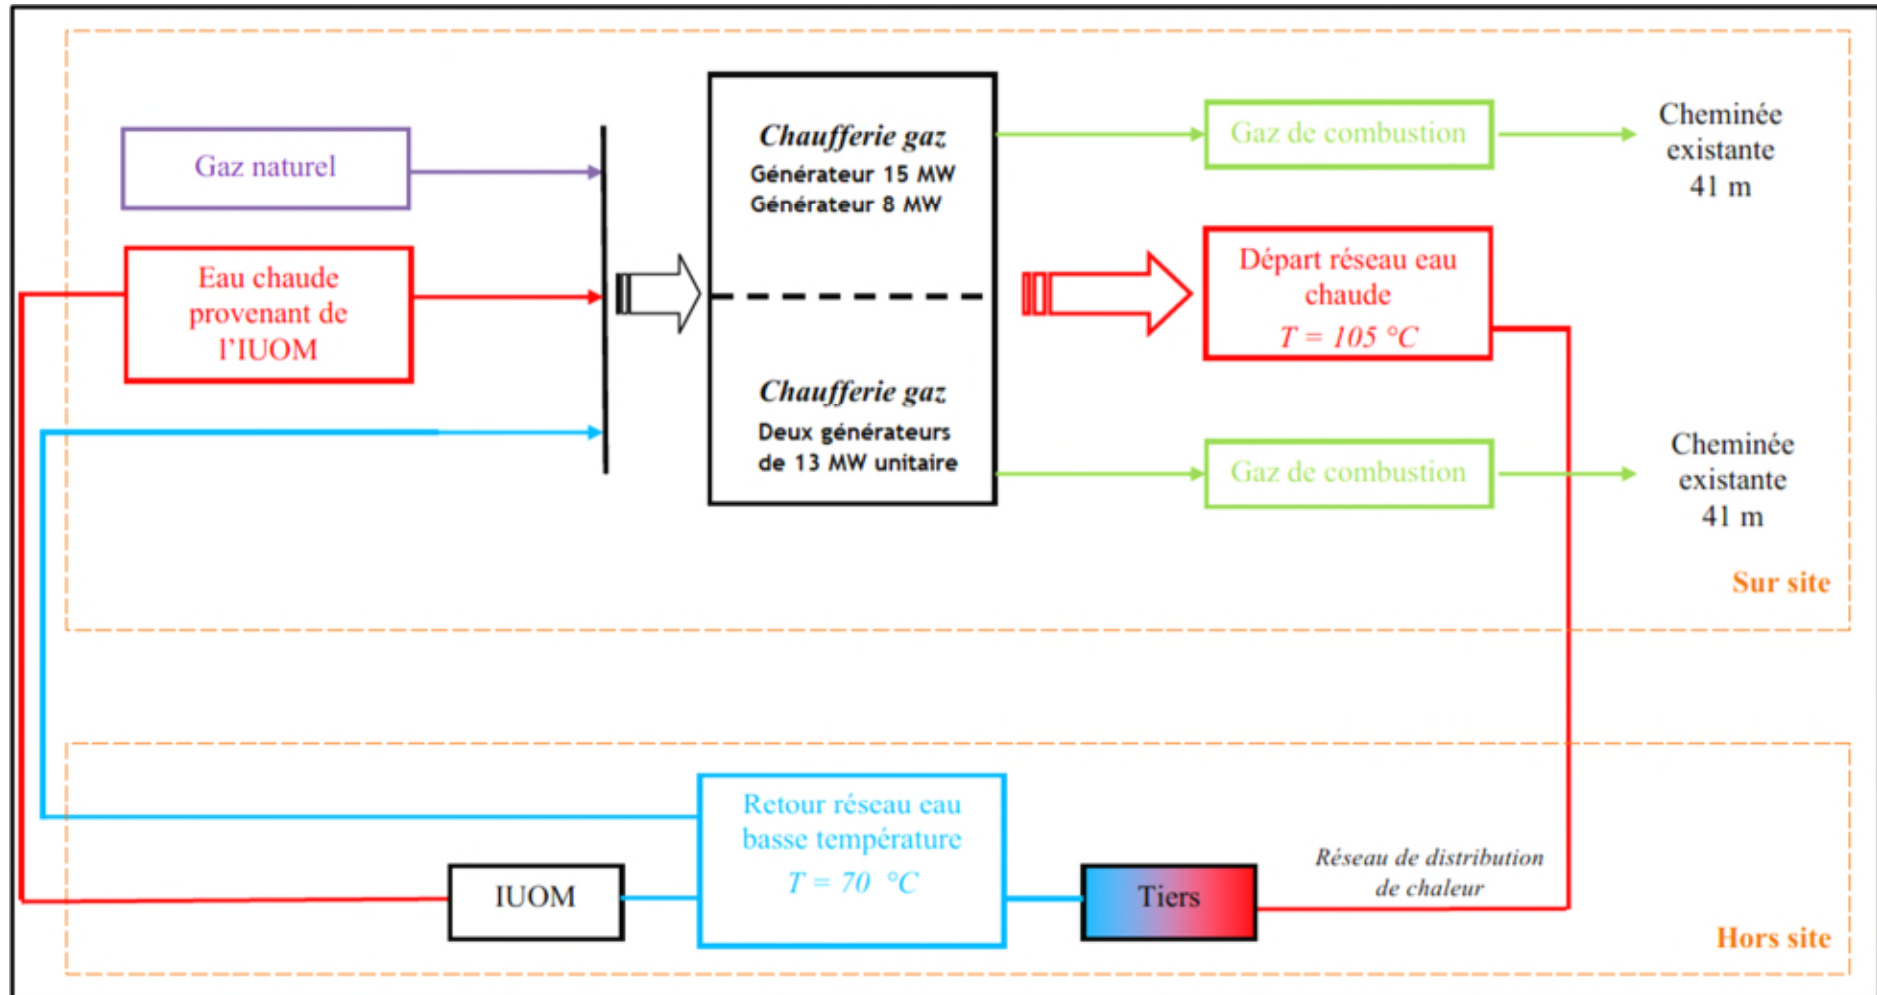 Gaz naturel
Eau chaude
provenant de
l'IUOM
Chaufferie gaz
Générateur 15 MW
Générateur 8 MW
Chaufferie gaz
Deux générateurs
de 13 MW unitaire
Gaz de combustion
Cheminée
existante
41 m
Départ réseau eau
chaude
T = 105 °C
Gaz de combustion
Cheminée
existante
41 m
Sur site
Retour réseau eau
basse température
T = 70 °C
IUOM
Tiers
Réseau de distribution
de chaleur
Hors site